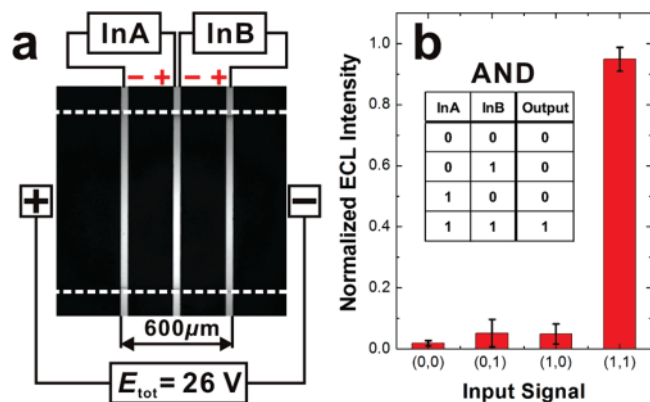 a
InA
InB
− + − +
+
−
600μm
E_tot = 26 V
b
Normalized ECL Intensity
1.0
0.8
0.6
0.4
0.2
0.0
AND
InA InB Output
0 0 0
0 1 0
1 0 0
1 1 1
(0,0) (0,1) (1,0) (1,1)
Input Signal